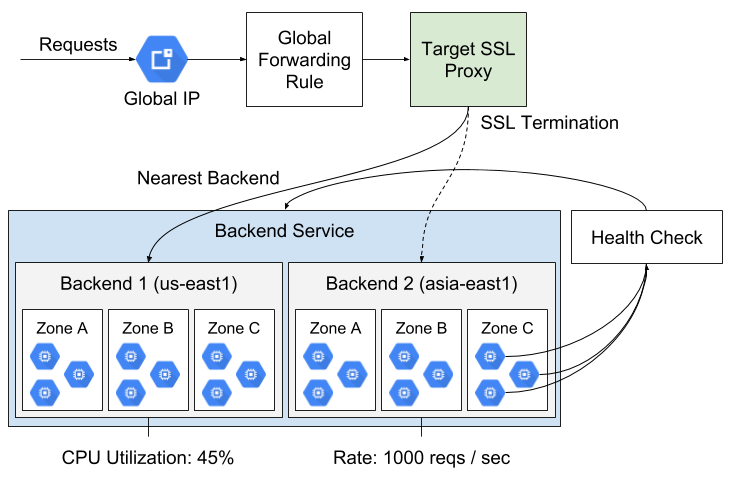 Requests
Global IP
Global
Forwarding
Rule
Target SSL
Proxy
SSL Termination
Nearest Backend
Backend Service
Health Check
Backend 1 (us-east1)
Zone A
Zone B
Zone C
Backend 2 (asia-east1)
Zone A
Zone B
Zone C
CPU Utilization: 45%
Rate: 1000 reqs / sec